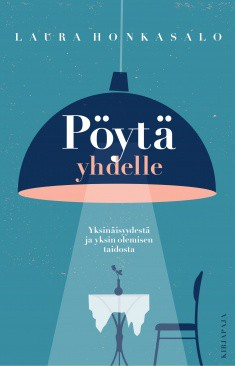 LAURA HONKASALO
Pöytä
yhdelle
Yksinäisyydestä
ja yksin olemisen
taidosta
KIRJAPAJA